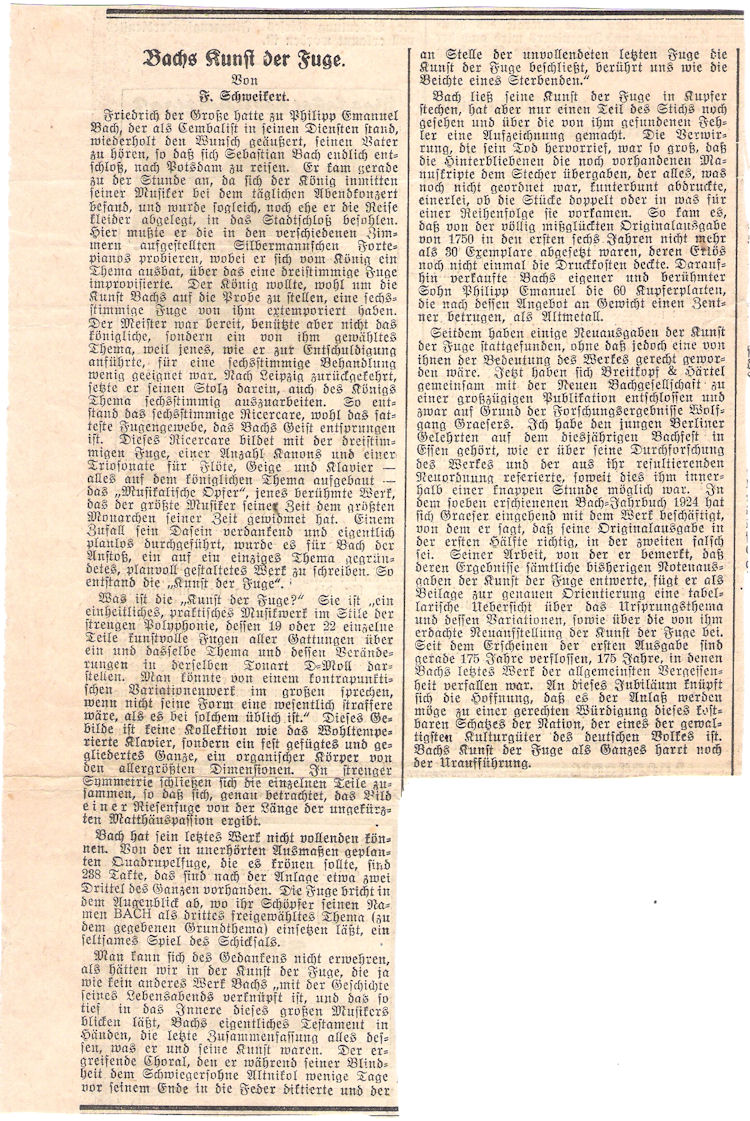 Bachs Kunst der Fuge.
Von
F. Schweikert.
Friedrich der Große hatte zu Philipp Emanuel
Bach, der als Cembalist in seinen Diensten stand,
wiederholt den Wunsch geäußert, seinen Vater
zu hören, so daß sich Sebastian Bach endlich ent-
schloß, nach Potsdam zu reisen. Er kam gerade
zu der Stunde an, da sich der König inmitten
seiner Musiker bei dem täglichen Abendkonzert
befand, und wurde sogleich, noch ehe er die Reise
kleider abgelegt, in das Stadtschloß befohlen.
Hier mußte er die in den verschiedenen Zim-
mern aufgestellten Silbermannschen Forte-
pianos probieren, wobei er sich vom König ein
Thema ausbat, über das eine dreistimmige Fuge
improvisierte. Der König wollte, wohl um die
Kunst Bachs auf die Probe zu stellen, eine sechs-
stimmige Fuge von ihm extemporiert haben.
Der Meister war bereit, benützte aber nicht das
königliche, sondern ein von ihm gewähltes
Thema, weil jenes, wie er zur Entschuldigung
anführte, für eine sechsstimmige Behandlung
wenig geeignet war. Nach Leipzig zurückgekehrt,
setzte er seinen Stolz darein, auch des Königs
Thema sechsstimmig auszuarbeiten. So ent-
stand das sechsstimmige Ricercare, wohl das sat-
teste Fugengewebe, das Bachs Geist entsprungen
ist. Dieses Ricercare bildet mit der dreistim-
migen Fuge, einer Anzahl Kanons und einer
Triosonate für Flöte, Geige und Klavier —
alles auf dem königlichen Thema aufgebaut —
das „Musikalische Opfer“, jenes berühmte Werk,
das der größte Musiker seiner Zeit dem größten
Monarchen seiner Zeit gewidmet hat. Einem
Zufall sein Dasein verdankend und eigentlich
planlos durchgeführt, wurde es für Bach der
Anstoß, ein auf ein einziges Thema gegrün-
detes, planvoll gestaltetes Werk zu schreiben. So
entstand die „Kunst der Fuge“.
Was ist die „Kunst der Fuge?“ Sie ist „ein
einheitliches, praktisches Musikwerk im Stile der
strengen Polyphonie, dessen 19 oder 22 einzelne
Teile kunstvolle Fugen aller Gattungen über
ein und dasselbe Thema und dessen Verände-
rungen in derselben Tonart D-Moll dar-
stellen. Man könnte von einem kontrapunkti-
schen Variationenwerk im großen sprechen,
wenn nicht seine Form eine wesentlich straffere
wäre, als es bei solchem üblich ist.“ Dieses Ge-
bilde ist keine Kollektion wie das Wohltempe-
rierte Klavier, sondern ein fest gefügtes und ge-
gliedertes Ganze, ein organischer Körper von
den allergrößten Dimensionen. In strenger
Symmetrie schließen sich die einzelnen Teile zu-
sammen, so daß sich, genau betrachtet, das Bild
einer Riesenfuge von der Länge der ungekürz-
ten Matthäuspassion ergibt.
Bach hat sein letztes Werk nicht vollenden kön-
nen. Von der in unerhörten Ausmaßen geplan-
ten Quadrupelfuge, die es krönen sollte, sind
238 Takte, das sind nach der Anlage etwa zwei
Drittel des Ganzen vorhanden. Die Fuge bricht in
dem Augenblick ab, wo ihr Schöpfer seinen Na-
men BACH als drittes freigewähltes Thema (zu
dem gegebenen Grundthema) einsetzen läßt, ein
seltsames Spiel des Schicksals.
Man kann sich des Gedankens nicht erwehren,
als hätten wir in der Kunst der Fuge, die ja
wie kein anderes Werk Bachs „mit der Geschichte
seines Lebensabends verknüpft ist, und das so
tief in das Innere dieses großen Musikers
blicken läßt, Bachs eigentliches Testament in
Händen, die letzte Zusammenfassung alles des-
sen, was er und seine Kunst waren. Der er-
greifende Choral, den er während seiner Blind-
heit dem Schwiegersohne Altnikol wenige Tage
vor seinem Ende in die Feder diktierte und der
an Stelle der unvollendeten letzten Fuge die
Kunst der Fuge beschließt, berührt uns wie die
Beichte eines Sterbenden.“
Bach ließ seine Kunst der Fuge in Kupfer
stechen, hat aber nur einen Teil des Stichs noch
gesehen und über die von ihm gefundenen Feh-
ler eine Aufzeichnung gemacht. Die Verwir-
rung, die sein Tod hervorrief, war so groß, daß
die Hinterbliebenen die noch vorhandenen Ma-
nuskripte dem Stecher übergaben, der alles, was
noch nicht geordnet war, kunterbunt abdruckte,
einerlei, ob die Stücke doppelt oder in was für
einer Reihenfolge sie vorkamen. So kam es,
daß von der völlig mißglückten Originalausgabe
von 1750 in den ersten sechs Jahren nicht mehr
als 30 Exemplare abgesetzt waren, deren Erlös
noch nicht einmal die Druckkosten deckte. Darauf-
hin verkaufte Bachs eigener und berühmter
Sohn Philipp Emanuel die 60 Kupferplatten,
die nach dessen Angebot an Gewicht einen Zent-
ner betrugen, als Altmetall.
Seitdem haben einige Neuausgaben der Kunst
der Fuge stattgefunden, ohne daß jedoch eine von
ihnen der Bedeutung des Werkes gerecht gewor-
den wäre. Jetzt haben sich Breitkopf & Härtel
gemeinsam mit der Neuen Bachgesellschaft zu
einer großzügigen Publikation entschlossen und
zwar auf Grund der Forschungsergebnisse Wolf-
gang Graesers. Ich habe den jungen Berliner
Gelehrten auf dem diesjährigen Bachfest in
Essen gehört, wie er über seine Durchforschung
des Werkes und der aus ihr resultierenden
Neuordnung referierte, soweit dies ihm inner-
halb einer knappen Stunde möglich war. In
dem soeben erschienenen Bach-Jahrbuch 1924 hat
sich Graeser eingehend mit dem Werk beschäftigt,
von dem er sagt, daß seine Originalausgabe in
der ersten Hälfte richtig, in der zweiten falsch
sei. Seiner Arbeit, von der er bemerkt, daß
deren Ergebnisse sämtliche bisherigen Notenaus-
gaben der Kunst der Fuge entwerte, fügt er als
Beilage zur genauen Orientierung eine tabel-
larische Uebersicht über das Ursprungsthema
und dessen Variationen, sowie über die von ihm
erdachte Neuaufstellung der Kunst der Fuge bei.
Seit dem Erscheinen der ersten Ausgabe sind
gerade 175 Jahre verflossen, 175 Jahre, in denen
Bachs letztes Werk der allgemeinsten Vergessen-
heit verfallen war. An dieses Jubiläum knüpft
sich die Hoffnung, daß es der Anlaß werden
möge zu einer gerechten Würdigung dieses kost-
baren Schatzes der Nation, der eines der gewal-
tigsten Kulturgüter des deutschen Volkes ist.
Bachs Kunst der Fuge als Ganzes harrt noch
der Uraufführung.